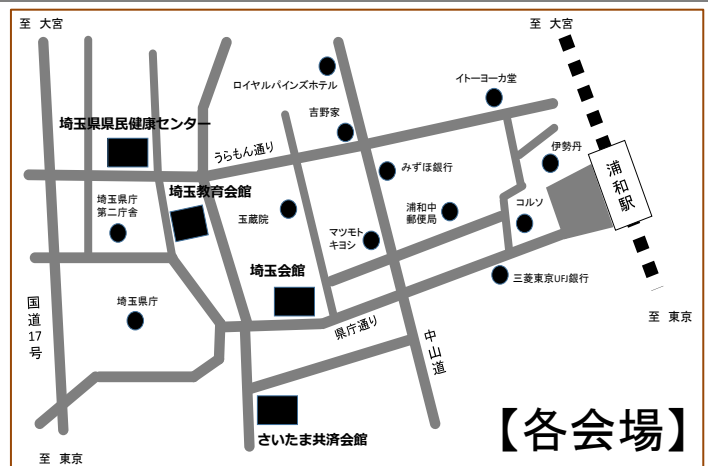 至 大宮
至 大宮
ロイヤルパインズホテル
イトーヨーカ堂
吉野家
埼玉県県民健康センター
うらもん通り
伊勢丹
みずほ銀行
浦和駅
埼玉教育会館
埼玉県庁
第二庁舎
玉蔵院
浦和中
郵便局
コルソ
マツモト
キヨシ
埼玉会館
三菱東京UFJ銀行
国道17号
埼玉県庁
県庁通り
中山道
至 東京
【各会場】
さいたま共済会館
至 東京